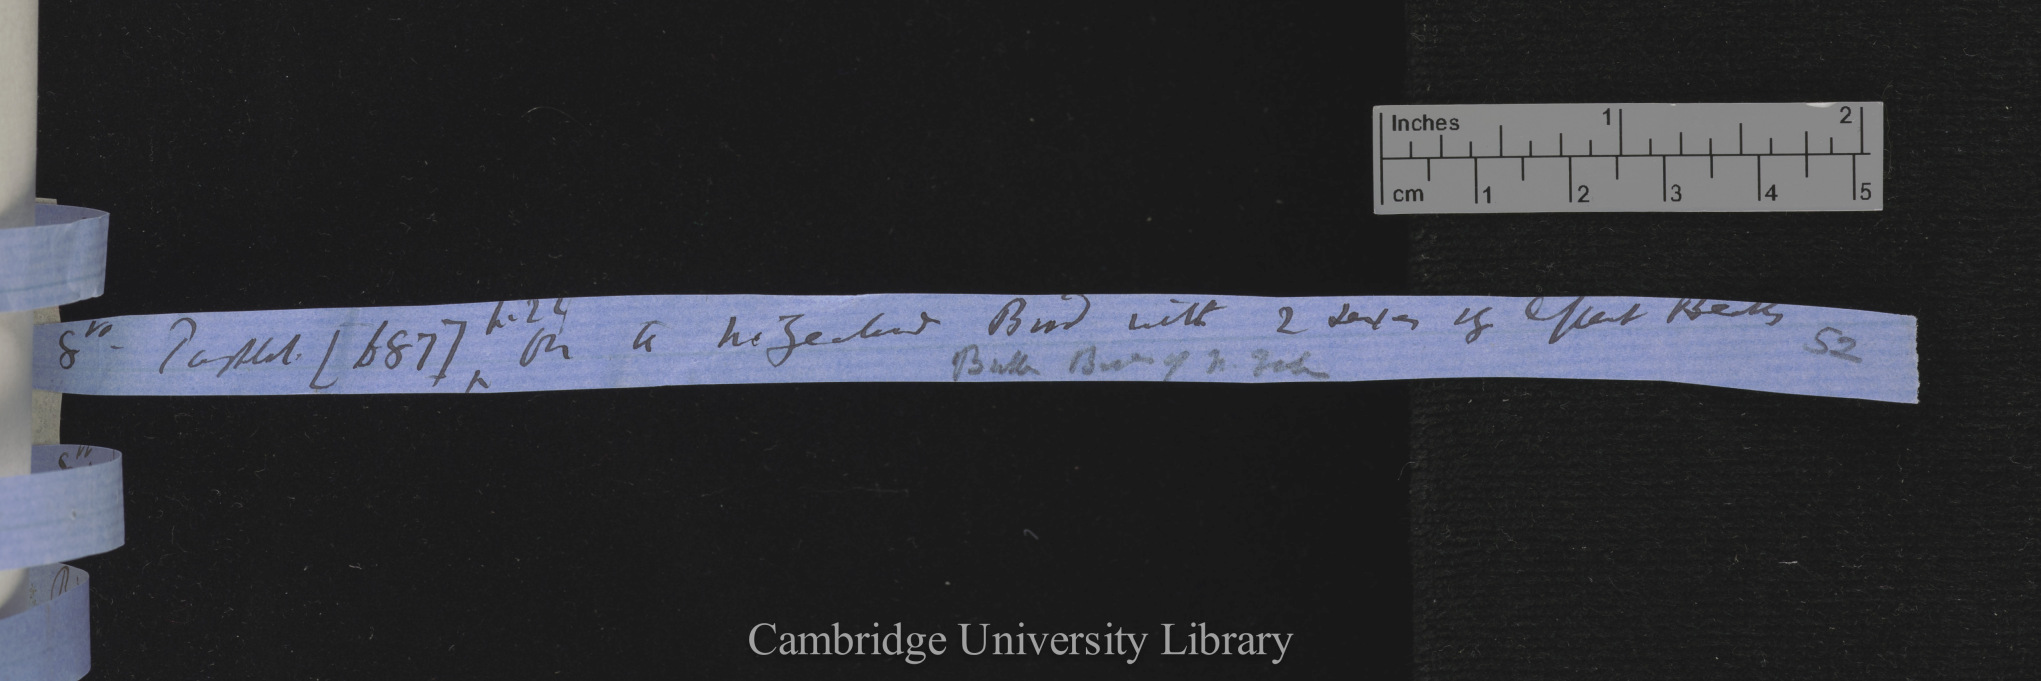 Inches 1 2
cm 1 2 3 4 5
8vo. Pamphlet. [687] p. 24 On a N. Zealand Bird with 2 sexes of different Beaks
Buller Birds of N. Zeal
52
8vo
Cambridge University Library